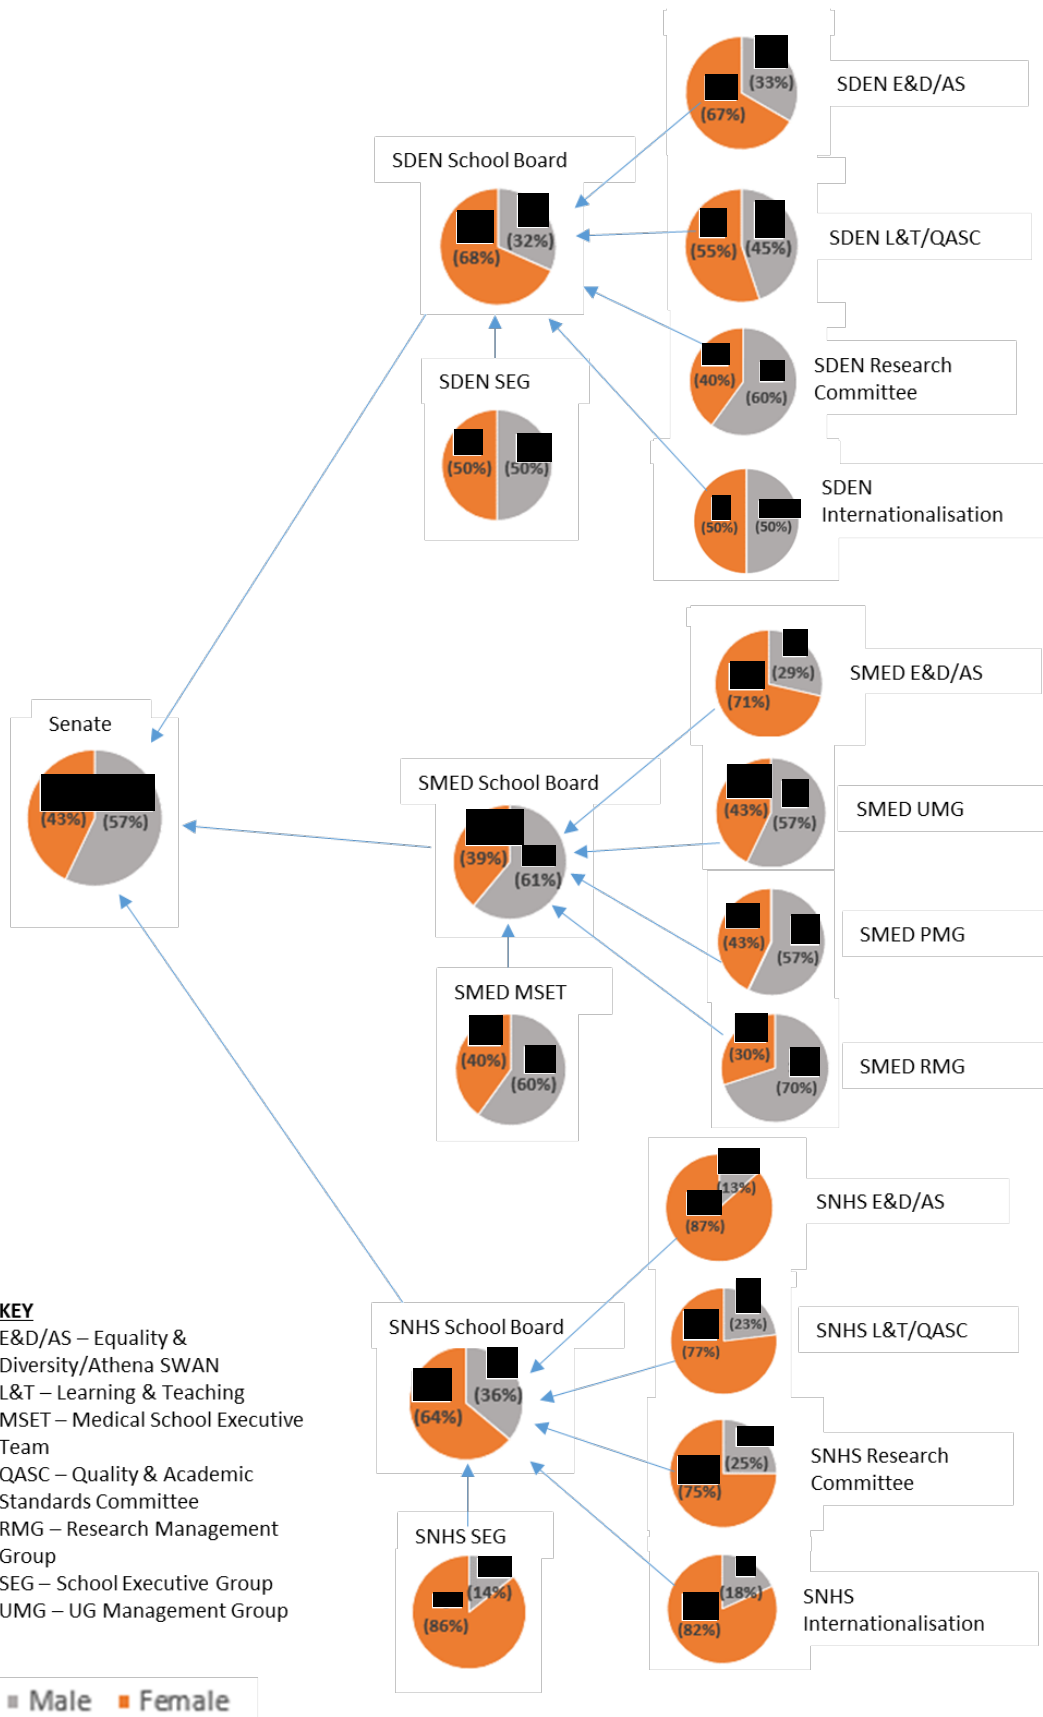 (33%)
SDEN E&D/AS
(67%)
SDEN School Board
(32%)
(68%)
SDEN L&T/QASC
(55%)
(45%)
SDEN Research
Committee
(40%)
(60%)
SDEN SEG
(50%)
(50%)
SDEN
Internationalisation
(50%)
(50%)
SMED E&D/AS
(29%)
(71%)
Senate
(43%)
(57%)
SMED School Board
(39%)
(61%)
SMED UMG
(43%)
(57%)
SMED PMG
(43%)
(57%)
SMED MSET
(40%)
(60%)
SMED RMG
(30%)
(70%)
SNHS E&D/AS
(13%)
(87%)
SNHS School Board
(36%)
(64%)
SNHS L&T/QASC
(23%)
(77%)
SNHS Research
Committee
(25%)
(75%)
SNHS SEG
(14%)
(86%)
SNHS
Internationalisation
(18%)
(82%)
KEY
E&D/AS – Equality &
Diversity/Athena SWAN
L&T – Learning & Teaching
MSET – Medical School Executive
Team
QASC – Quality & Academic
Standards Committee
RMG – Research Management
Group
SEG – School Executive Group
UMG – UG Management Group
Male Female